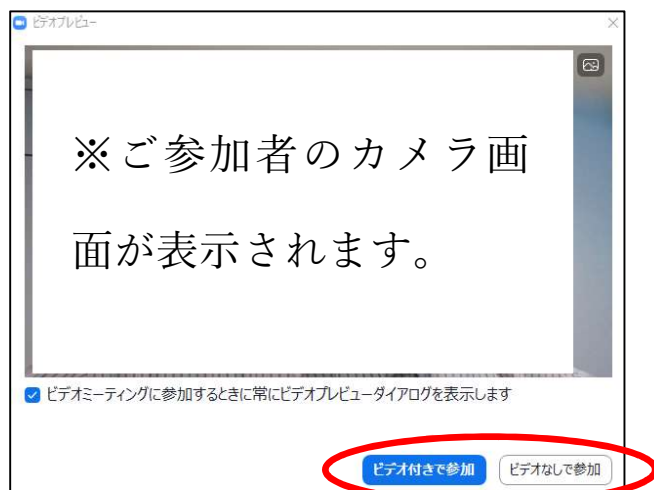 ビデオプレビュー
※ご参加者のカメラ画
面が表示されます。
ビデオミーティングに参加するときに常にビデオプレビューダイアログを表示します
ビデオ付きで参加 ビデオなしで参加